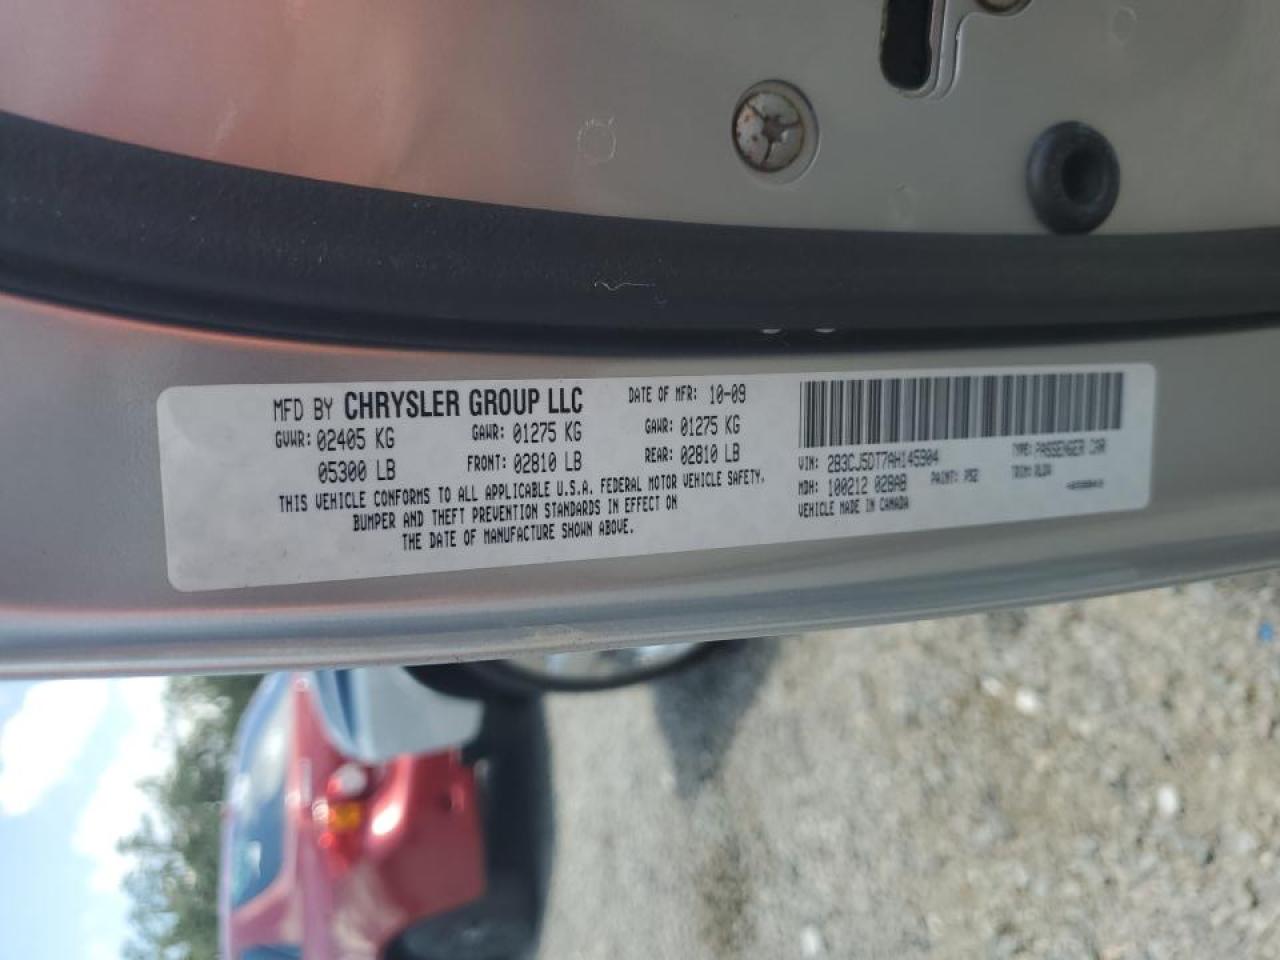 MFD BY CHRYSLER GROUP LLC DATE OF MFR: 10-09
GVWR: 02405 KG GAWR: 01275 KG GAWR: 01275 KG
05300 LB FRONT: 02810 LB REAR: 02810 LB
THIS VEHICLE CONFORMS TO ALL APPLICABLE U.S.A. FEDERAL MOTOR VEHICLE SAFETY,
BUMPER AND THEFT PREVENTION STANDARDS IN EFFECT ON
THE DATE OF MANUFACTURE SHOWN ABOVE.
VIN: 2B3CJ5DT7AH145904 TYPE: PASSENGER CAR
MDH: 100212 028AB PAINT: PS2 TRIM:
VEHICLE MADE IN CANADA